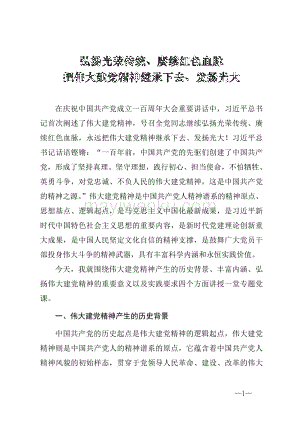 弘扬光荣传统、赓续红色血脉
把伟大建党精神继承下去、发扬光大
在庆祝中国共产党成立一百周年大会重要讲话中，习近平总书记
首次阐述了伟大建党精神，号召全党同志继续弘扬光荣传统、赓
续红色血脉，永远把伟大建党精神继承下去、发扬光大！习近平总
书记话语铿锵：“一百年前，中国共产党的先驱们创建了中国共产
党，形成了坚持真理、坚守理想，践行初心、担当使命，不怕牺牲、
英勇斗争，对党忠诚、不负人民的伟大建党精神，这是中国共产党
的精神之源。”伟大建党精神是中国共产党人精神谱系的精神原点、
思想基点、逻辑起点，是马克思主义中国化最新成果，是习近平新
时代中国特色社会主义思想的重要内容，是新时代党建理论创新重
大成果，是中国人民坚定文化自信的精神支撑，是鼓舞广大党员干
部投身伟大斗争的精神武器，具有丰富科学内涵和永恒实践价值。
今天，我就围绕伟大建党精神产生的历史背景、丰富内涵、弘
扬伟大建党精神的重要意义以及实践要求四个方面讲授一堂专题党
课。
一、伟大建党精神产生的历史背景
中国共产党的历史起点是伟大建党精神的逻辑起点，伟大建党
精神则是中国共产党人的精神谱系的原点，它蕴含着中国共产党人
精神风貌的初始样态，贯穿于党领导人民革命、建设、改革的伟大
—1—